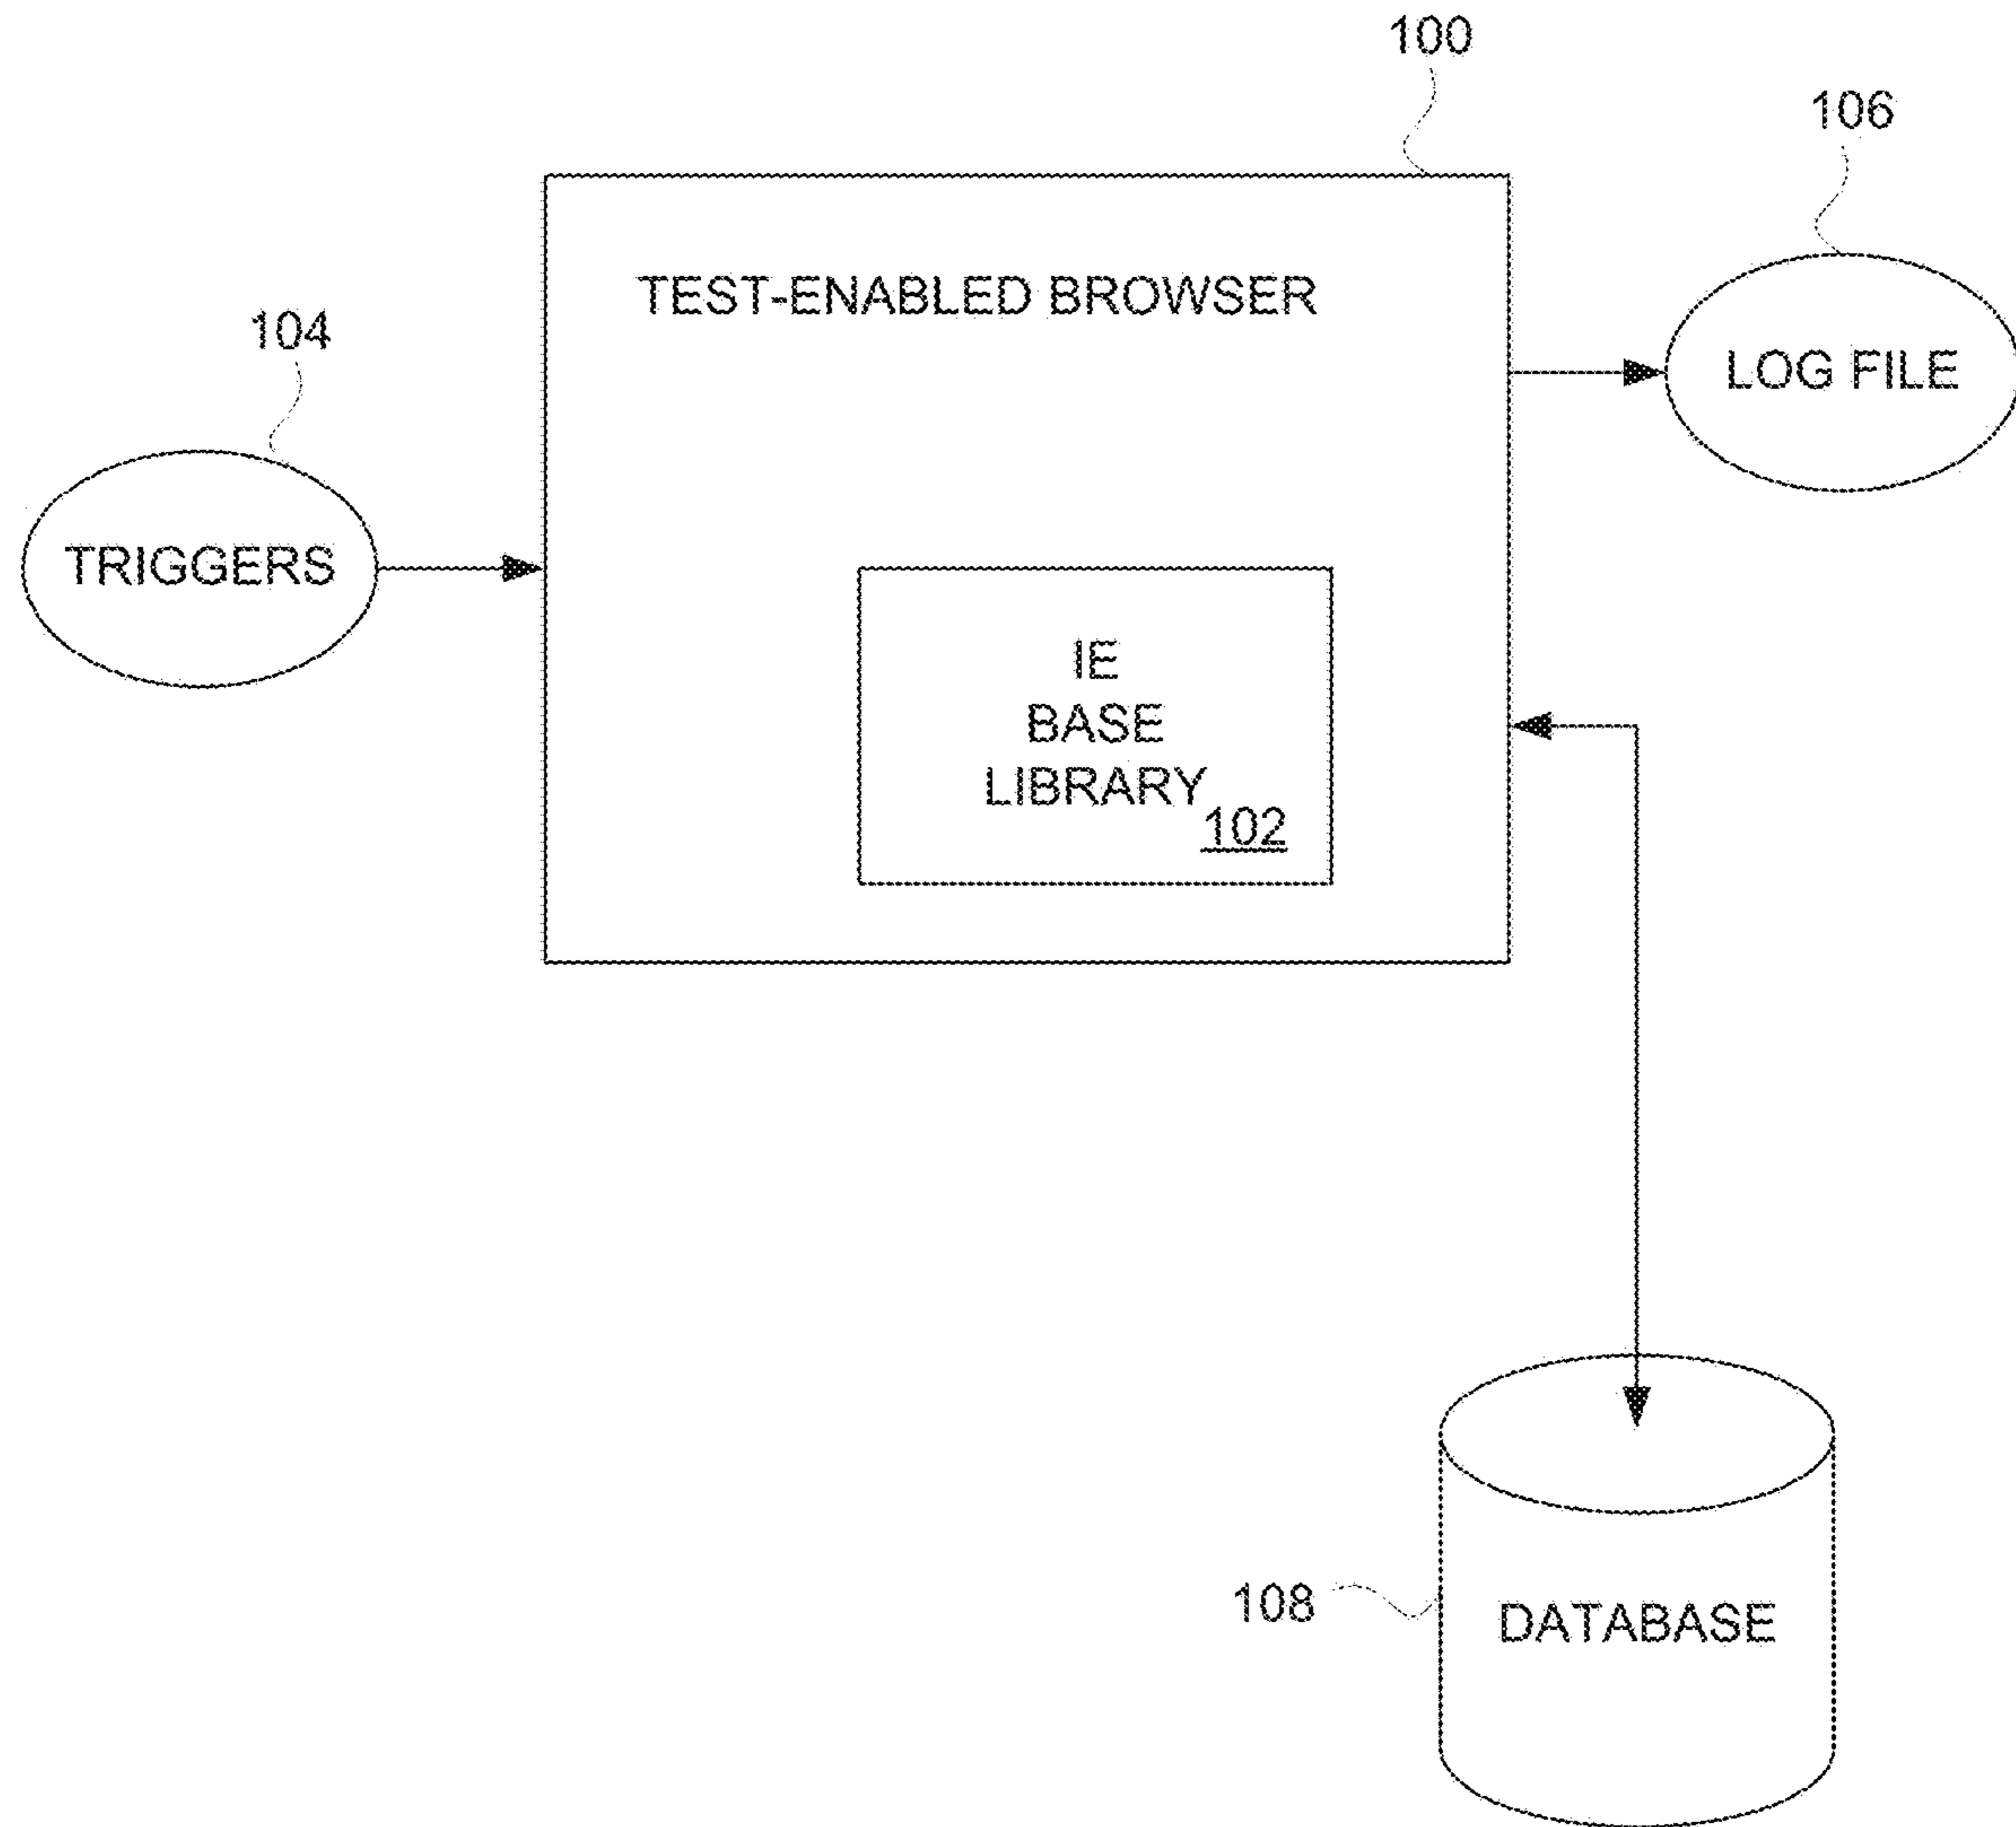 100
106
TEST-ENABLED BROWSER
104
LOG FILE
TRIGGERS
IE
BASE
LIBRARY
102
108
DATABASE